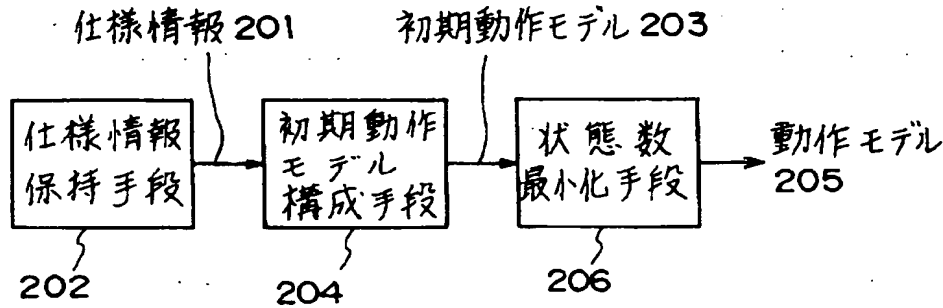 仕様情報 201
初期動作モデル 203
仕様情報
保持手段
初期動作
モデル
構成手段
状態数
最小化手段
動作モデル
205
202
204
206